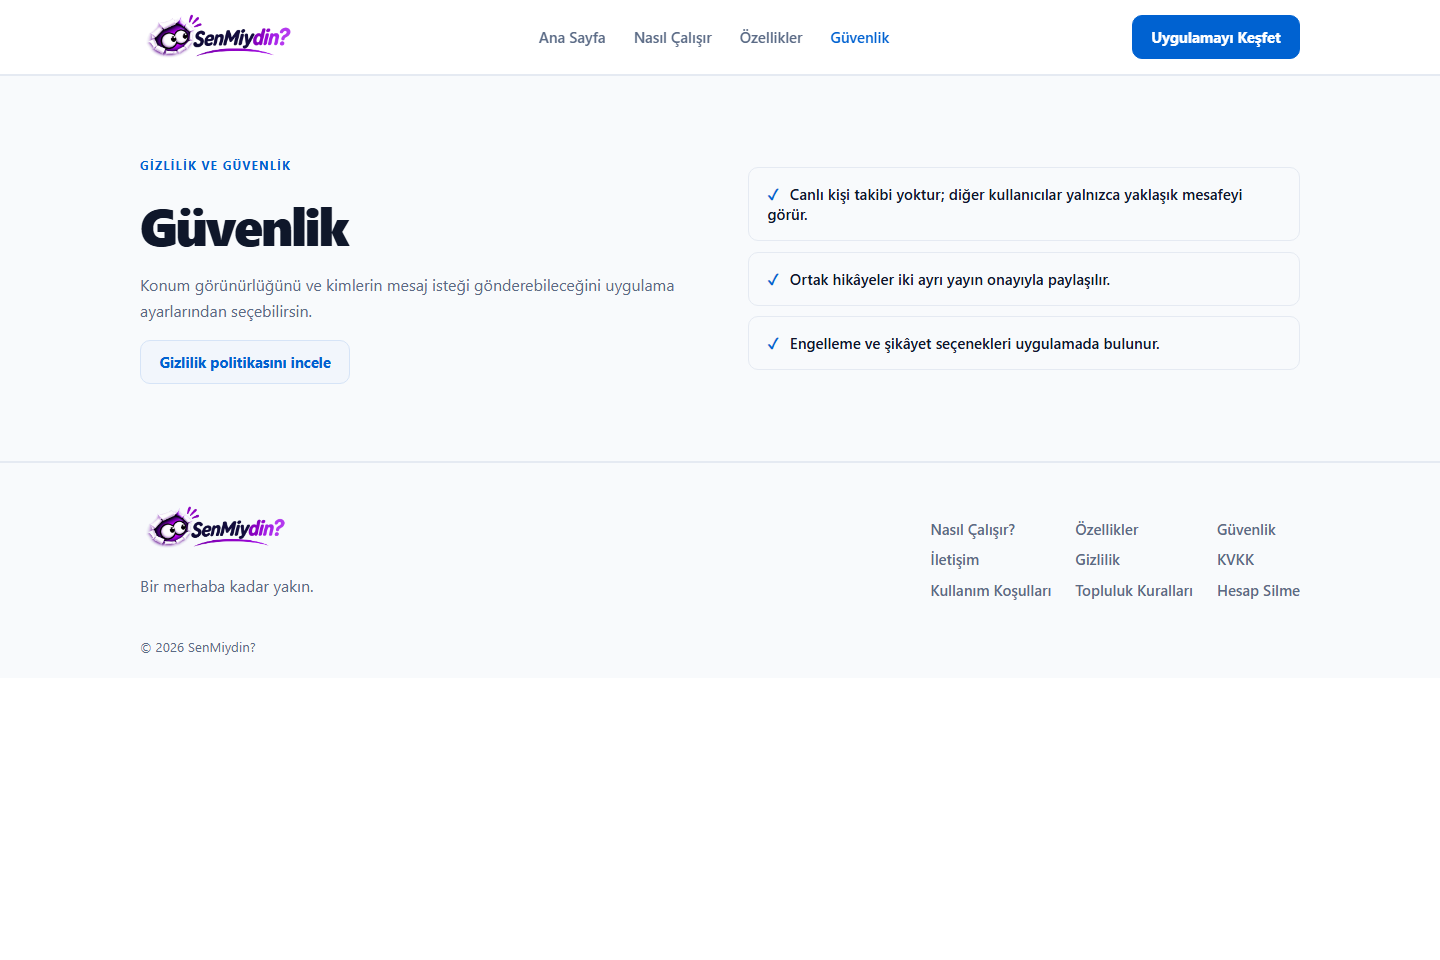 SenMiydin?
Ana Sayfa
Nasıl Çalışır
Özellikler
Güvenlik
Uygulamayı Keşfet
GİZLİLİK VE GÜVENLİK
Güvenlik
Konum görünürlüğünü ve kimlerin mesaj isteği gönderebileceğini uygulama
ayarlarından seçebilirsin.
Gizlilik politikasını incele
✓ Canlı kişi takibi yoktur; diğer kullanıcılar yalnızca yaklaşık mesafeyi
görür.
✓ Ortak hikâyeler iki ayrı yayın onayıyla paylaşılır.
✓ Engelleme ve şikâyet seçenekleri uygulamada bulunur.
SenMiydin?
Bir merhaba kadar yakın.
Nasıl Çalışır?
Özellikler
Güvenlik
İletişim
Gizlilik
KVKK
Kullanım Koşulları
Topluluk Kuralları
Hesap Silme
© 2026 SenMiydin?